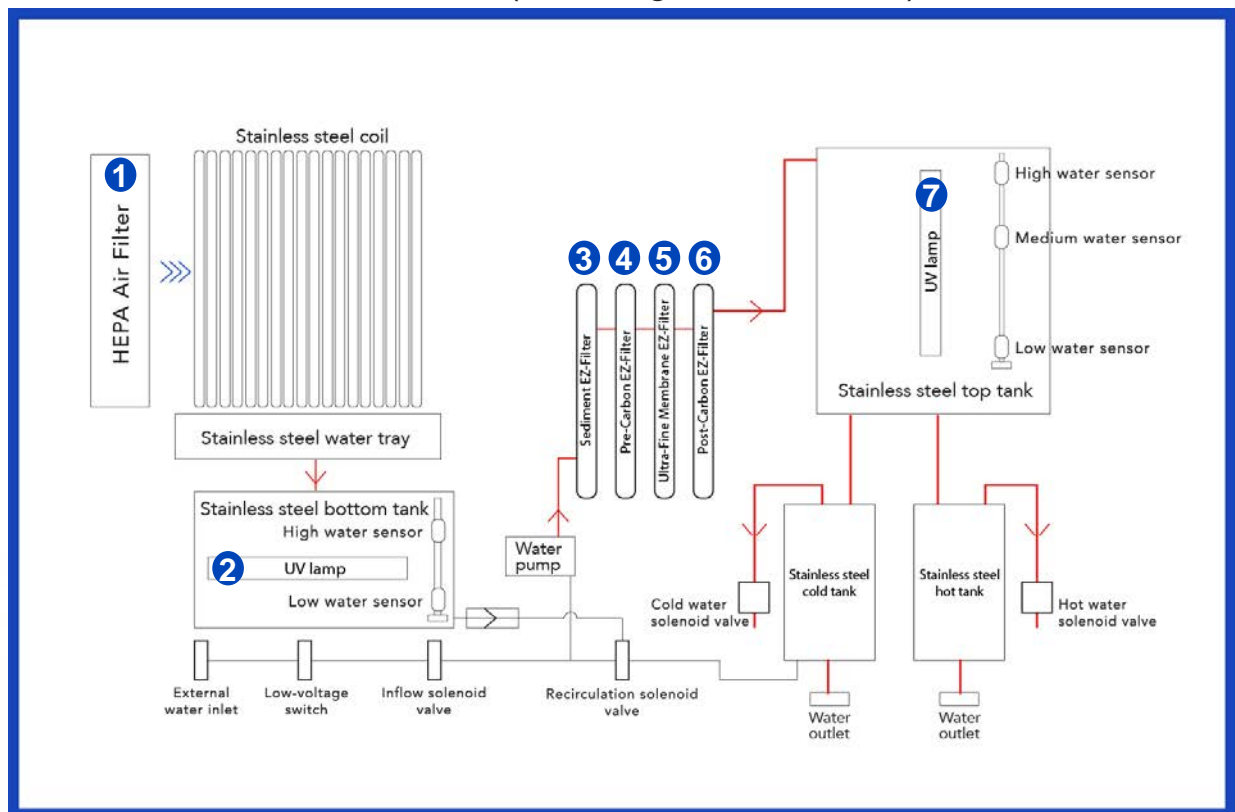 Stainless steel coil
1
HEPA Air Filter
Stainless steel water tray
Stainless steel bottom tank
High water sensor
2
UV lamp
Low water sensor
External
water inlet
Low-voltage
switch
Inflow solenoid
valve
Recirculation solenoid
valve
Water
pump
3
4
5
6
Sediment EZ-Filter
Pre-Carbon EZ-Filter
Ultra-Fine Membrane EZ-Filter
Post-Carbon EZ-Filter
7
UV lamp
High water sensor
Medium water sensor
Low water sensor
Stainless steel top tank
Cold water
solenoid valve
Stainless steel
cold tank
Stainless steel
hot tank
Hot water
solenoid valve
Water
outlet
Water
outlet